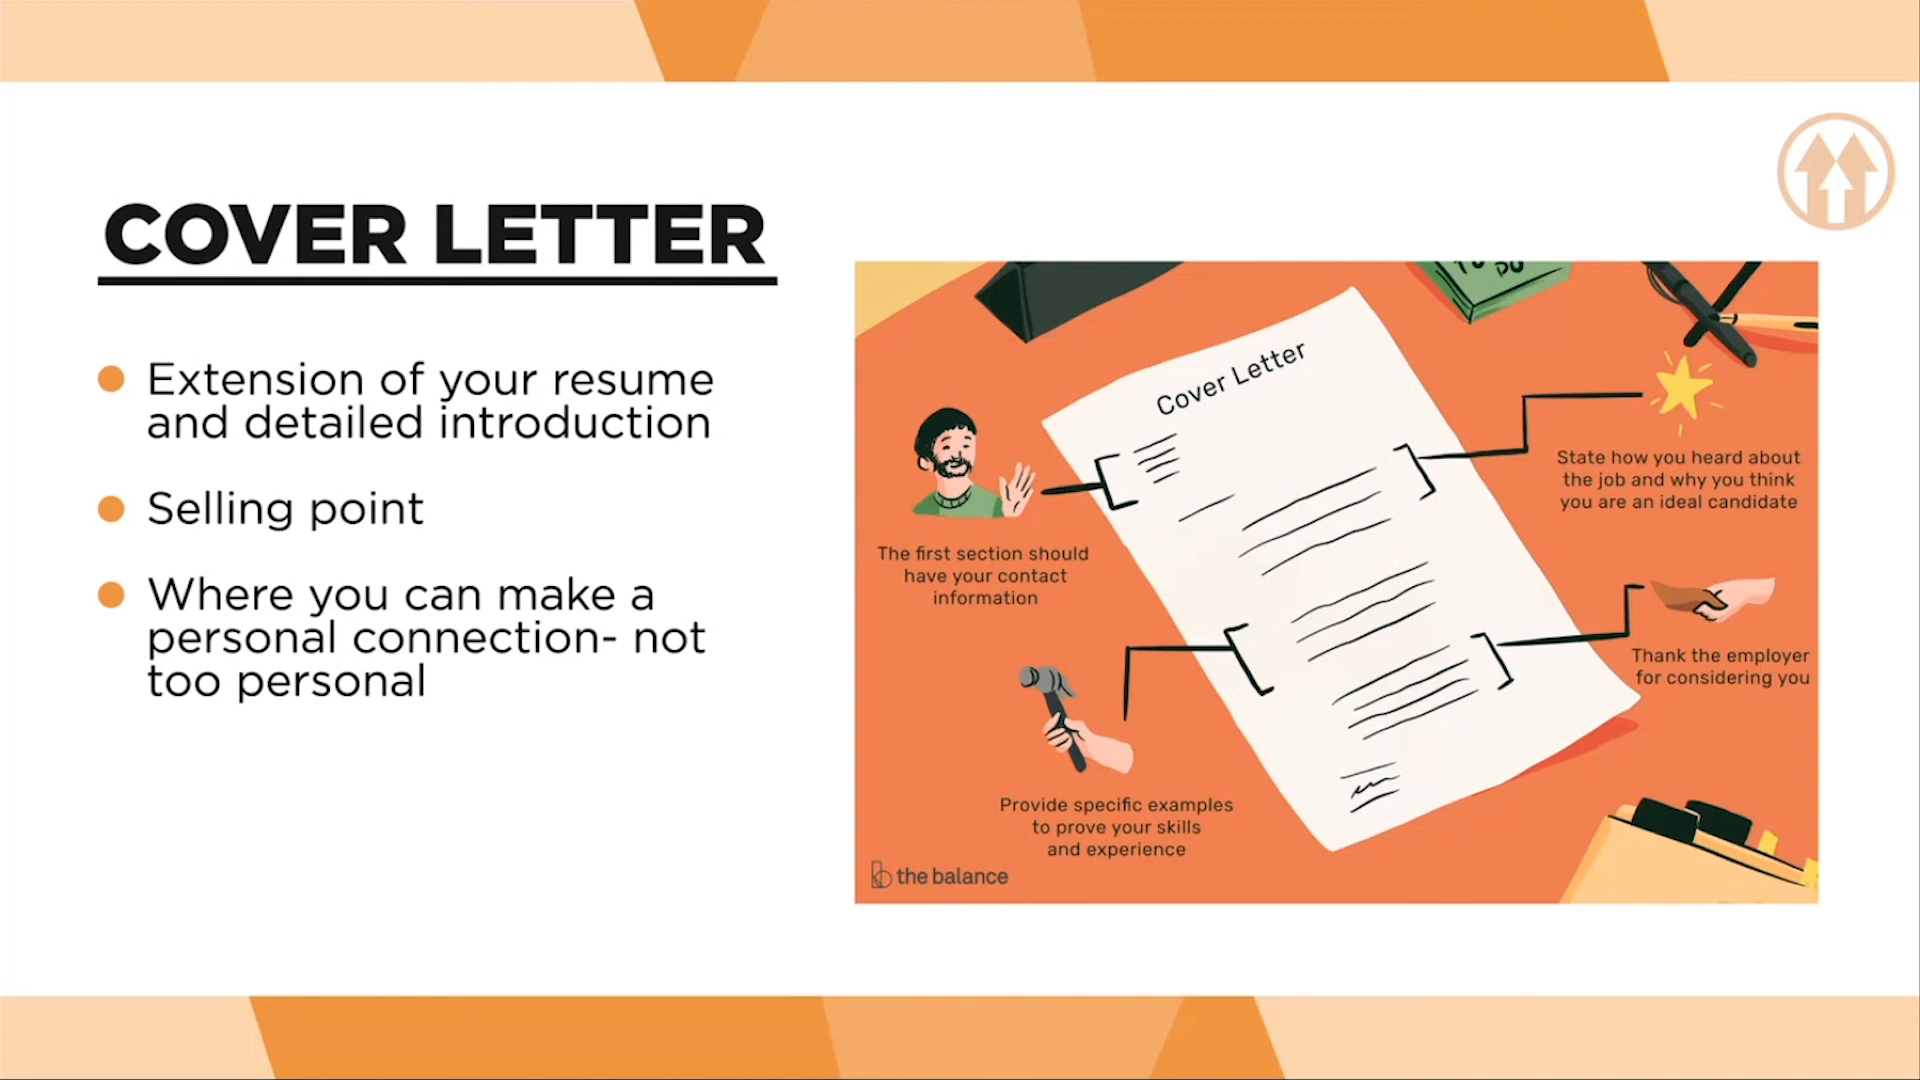 COVER LETTER
Extension of your resume
and detailed introduction
Selling point
Where you can make a
personal connection- not
too personal
TO DO
Cover Letter
State how you heard about
the job and why you think
you are an ideal candidate
The first section should
have your contact
information
Thank the employer
for considering you
Provide specific examples
to prove your skills
and experience
the balance